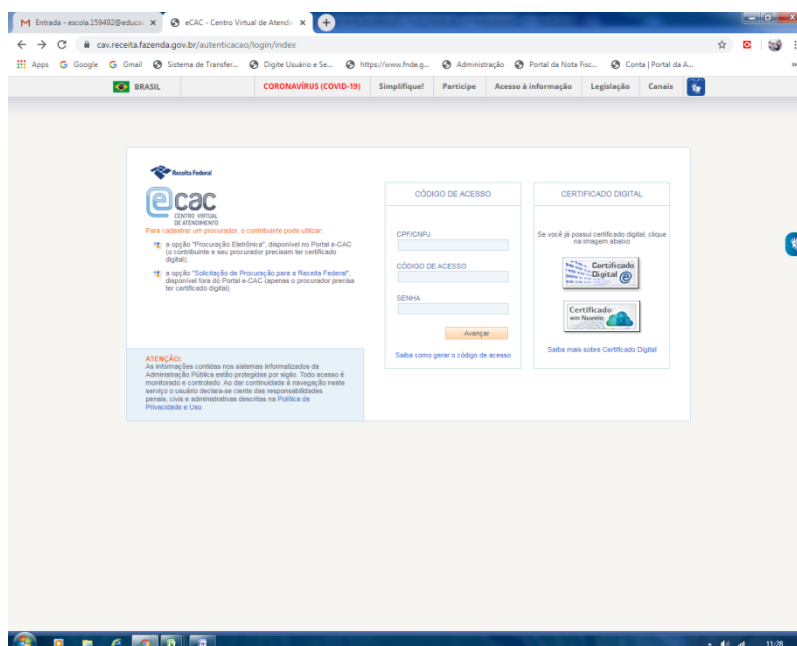 Entrada - escola.159492@educac
eCAC - Centro Virtual de Atendim
cav.receita.fazenda.gov.br/autenticacao/login/index
Apps
Google
Gmail
Sistema de Transfer...
Digite Usuário e Se...
https://www.fnde.g...
Administração
Portal da Nota Fisc...
Conta | Portal da A...
BRASIL
CORONAVÍRUS (COVID-19)
Simplifique!
Participe
Acesso à informação
Legislação
Canais
Receita Federal
ecac
CENTRO VIRTUAL
DE ATENDIMENTO
Para cadastrar um procurador, o contribuinte pode utilizar:
a opção "Procuração Eletrônica", disponível no Portal e-CAC
(o contribuinte e seu procurador precisam ter certificado
digital);
a opção "Solicitação de Procuração para a Receita Federal",
disponível fora do Portal e-CAC (apenas o procurador precisa
ter certificado digital).
ATENÇÃO:
As informações contidas nos sistemas informatizados da
Administração Pública estão protegidas por sigilo. Todo acesso é
monitorado e controlado. Ao dar continuidade à navegação neste
serviço o usuário declara-se ciente das responsabilidades
penais, civis e administrativas descritas na Política de
Privacidade e Uso
CÓDIGO DE ACESSO
CPF/CNPJ
CÓDIGO DE ACESSO
SENHA
Avançar
Saiba como gerar o código de acesso
CERTIFICADO DIGITAL
Se você já possui certificado digital, clique
na imagem abaixo
Certificado
Digital
Certificado
em Nuvem
Saiba mais sobre Certificado Digital
11:28